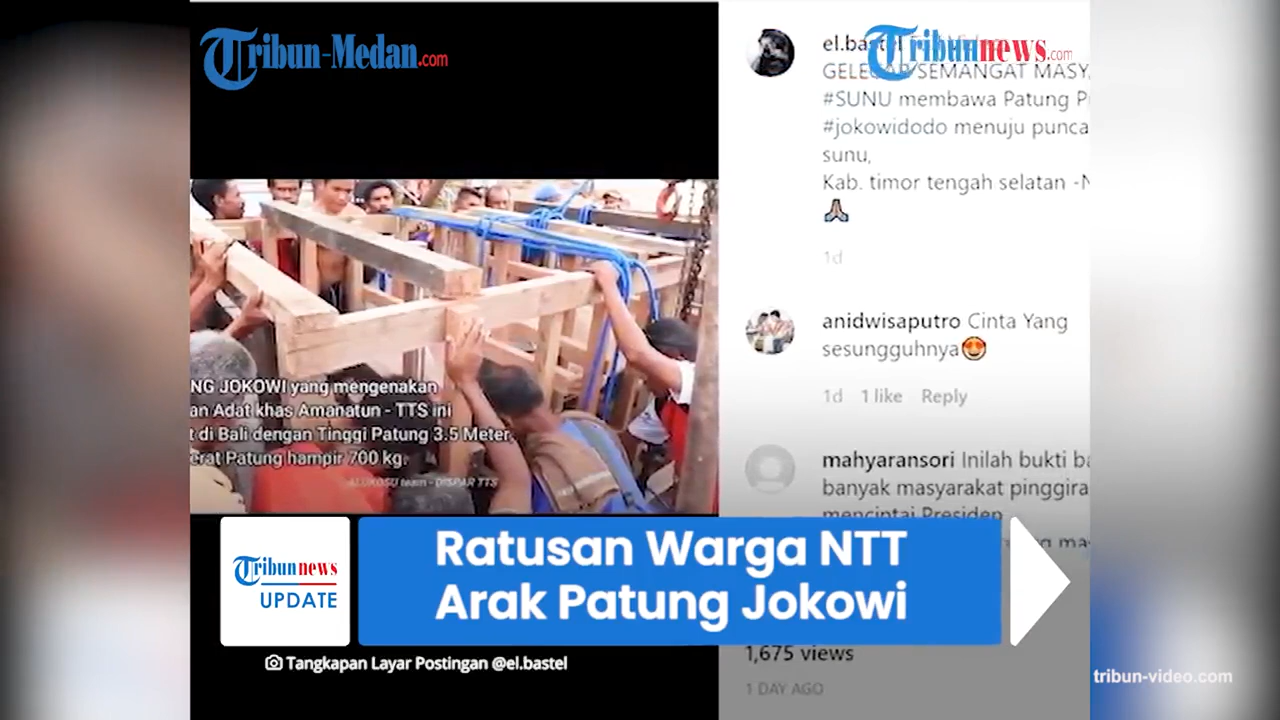 Tribun-Medan.com
Tribunnews.com
el.bastel
GELEGAR SEMANGAT MASYA
#SUNU membawa Patung P
#jokowidodo menuju punca
sunu,
Kab. timor tengah selatan -N
1d
anidwisaputro Cinta Yang
sesungguhnya
1d 1 like Reply
mahyaransori Inilah bukti ba
banyak masyarakat pinggira
mencintai Presiden
NG JOKOWI yang mengenakan
an Adat khas Amanatun - TTS ini
t di Bali dengan Tinggi Patung 3.5 Meter,
erat Patung hampir 700 kg.
team - DISPAR TTS
Tribunnews
UPDATE
Ratusan Warga NTT
Arak Patung Jokowi
1,675 views
1 DAY AGO
Tangkapan Layar Postingan @el.bastel
tribun-video.com